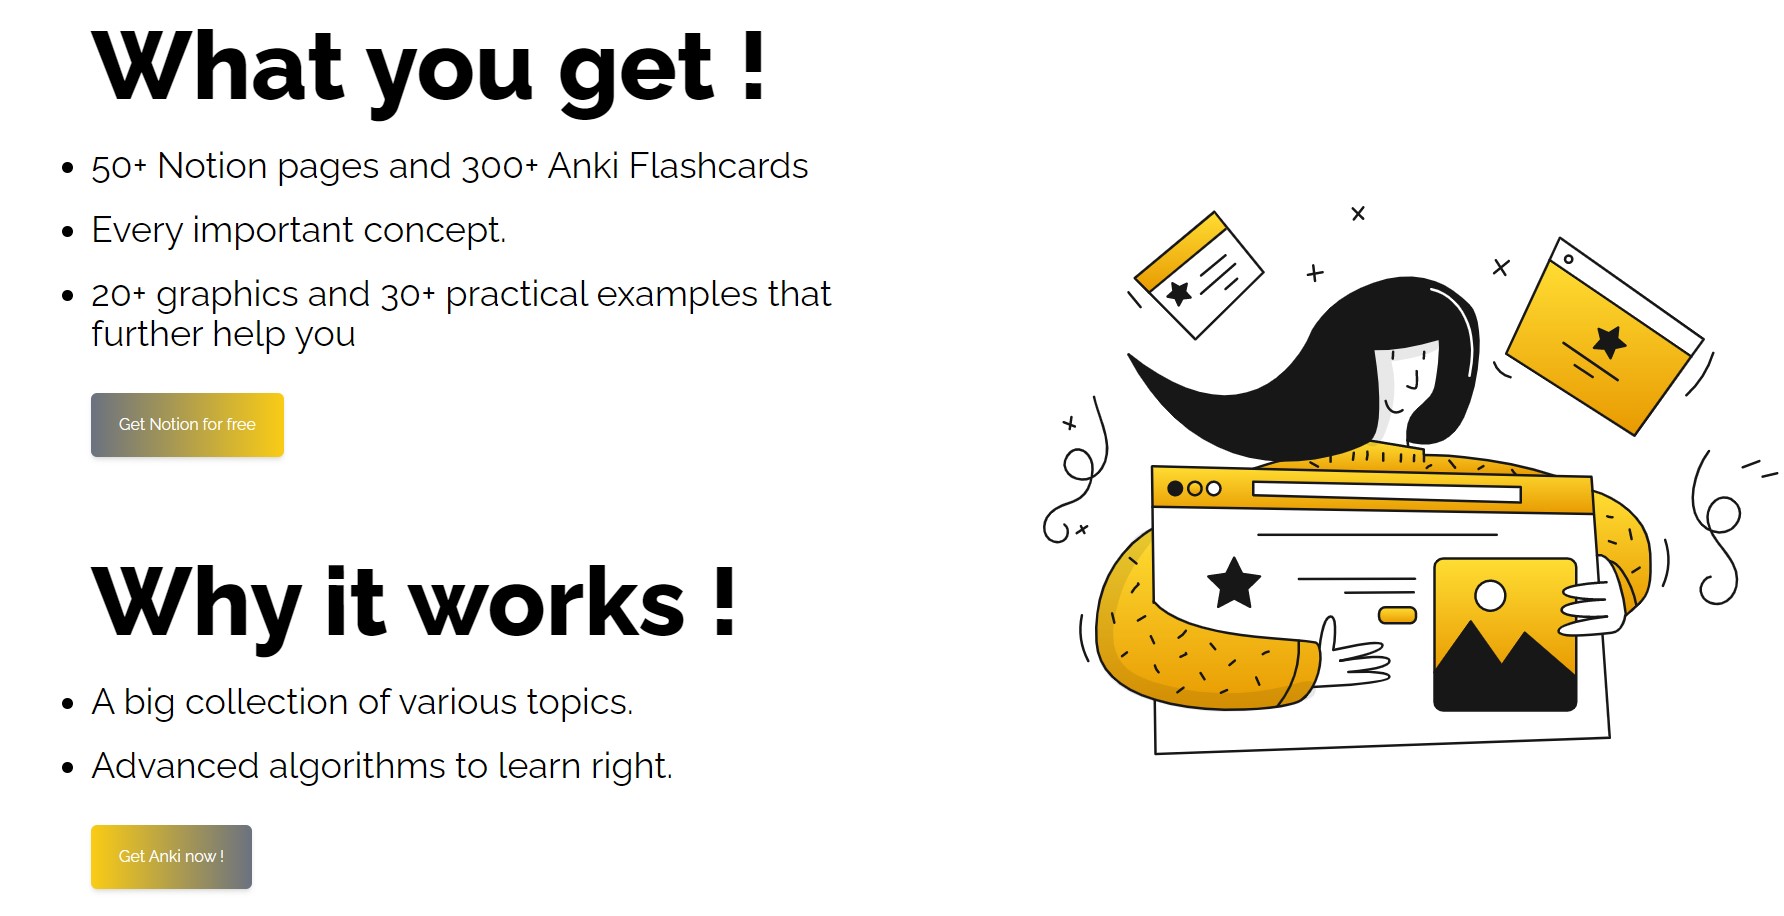 What you get !
50+ Notion pages and 300+ Anki Flashcards
Every important concept.
20+ graphics and 30+ practical examples that
further help you
Get Notion for free
Why it works !
A big collection of various topics.
Advanced algorithms to learn right.
Get Anki now !